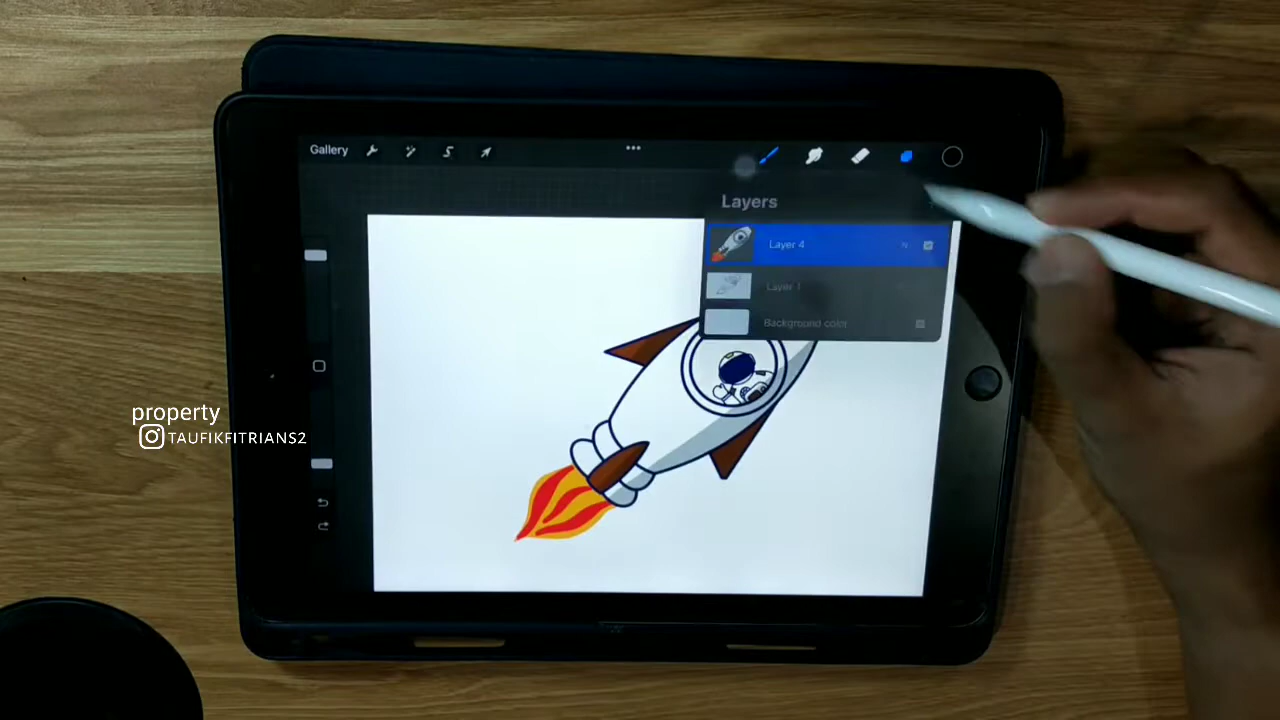 Gallery
Layers
Layer 4
N
Layer 1
Background color
property
TAUFIKFITRIANS2